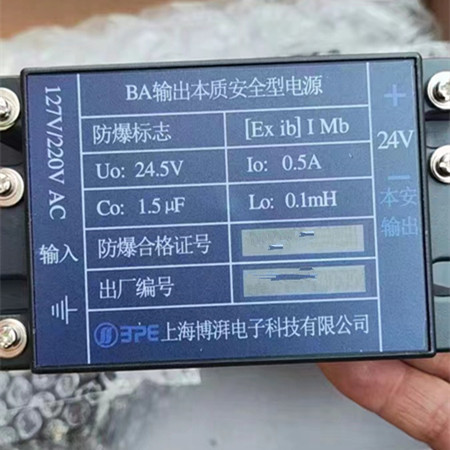 BA输出本质安全型电源
防爆标志 [Ex ib] I Mb
Uo: 24.5V Io: 0.5A
Co: 1.5 μF Lo: 0.1mH
防爆合格证号
出厂编号
BPE 上海博湃电子科技有限公司
127V/220V AC
输入
+
24V
−
本安
输出